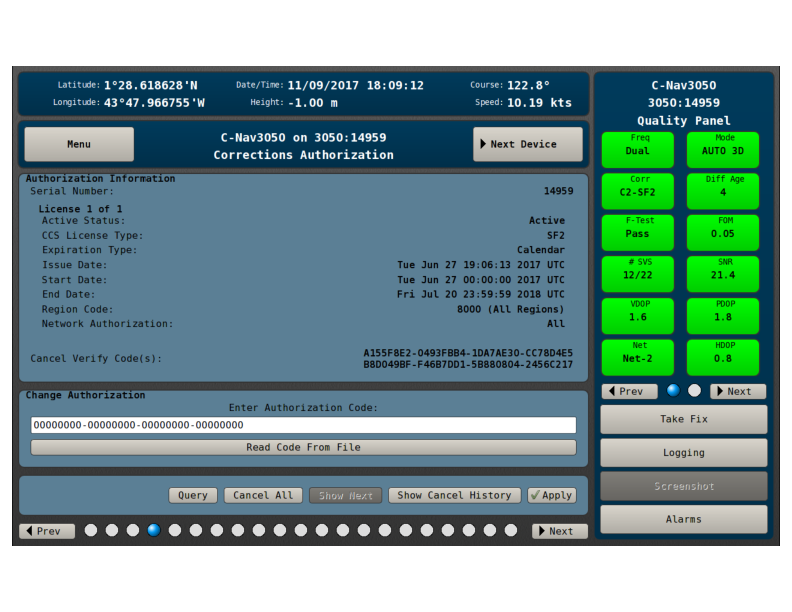 Latitude: 1°28.618628'N Date/Time: 11/09/2017 18:09:12 Course: 122.8°
Longitude: 43°47.966755'W Height: -1.00 m Speed: 10.19 kts
Menu
C-Nav3050 on 3050:14959
Corrections Authorization
Next Device
Authorization Information
Serial Number: 14959
License 1 of 1
Active Status: Active
CCS License Type: SF2
Expiration Type: Calendar
Issue Date: Tue Jun 27 19:06:13 2017 UTC
Start Date: Tue Jun 27 00:00:00 2017 UTC
End Date: Fri Jul 20 23:59:59 2018 UTC
Region Code: 8000 (All Regions)
Network Authorization: All
Cancel Verify Code(s): A155F8E2-0493FBB4-1DA7AE30-CC78D4E5
B8D049BF-F46B7DD1-5B880804-2456C217
Change Authorization
Enter Authorization Code:
00000000-00000000-00000000-00000000
Read Code From File
Query Cancel All Show Next Show Cancel History Apply
Prev Next
C-Nav3050
3050:14959
Quality Panel
Freq Mode
Dual AUTO 3D
Corr Diff Age
C2-SF2 4
F-Test FOM
Pass 0.05
# SVS SNR
12/22 21.4
VDOP PDOP
1.6 1.8
Net HDOP
Net-2 0.8
Prev Next
Take Fix
Logging
Screenshot
Alarms